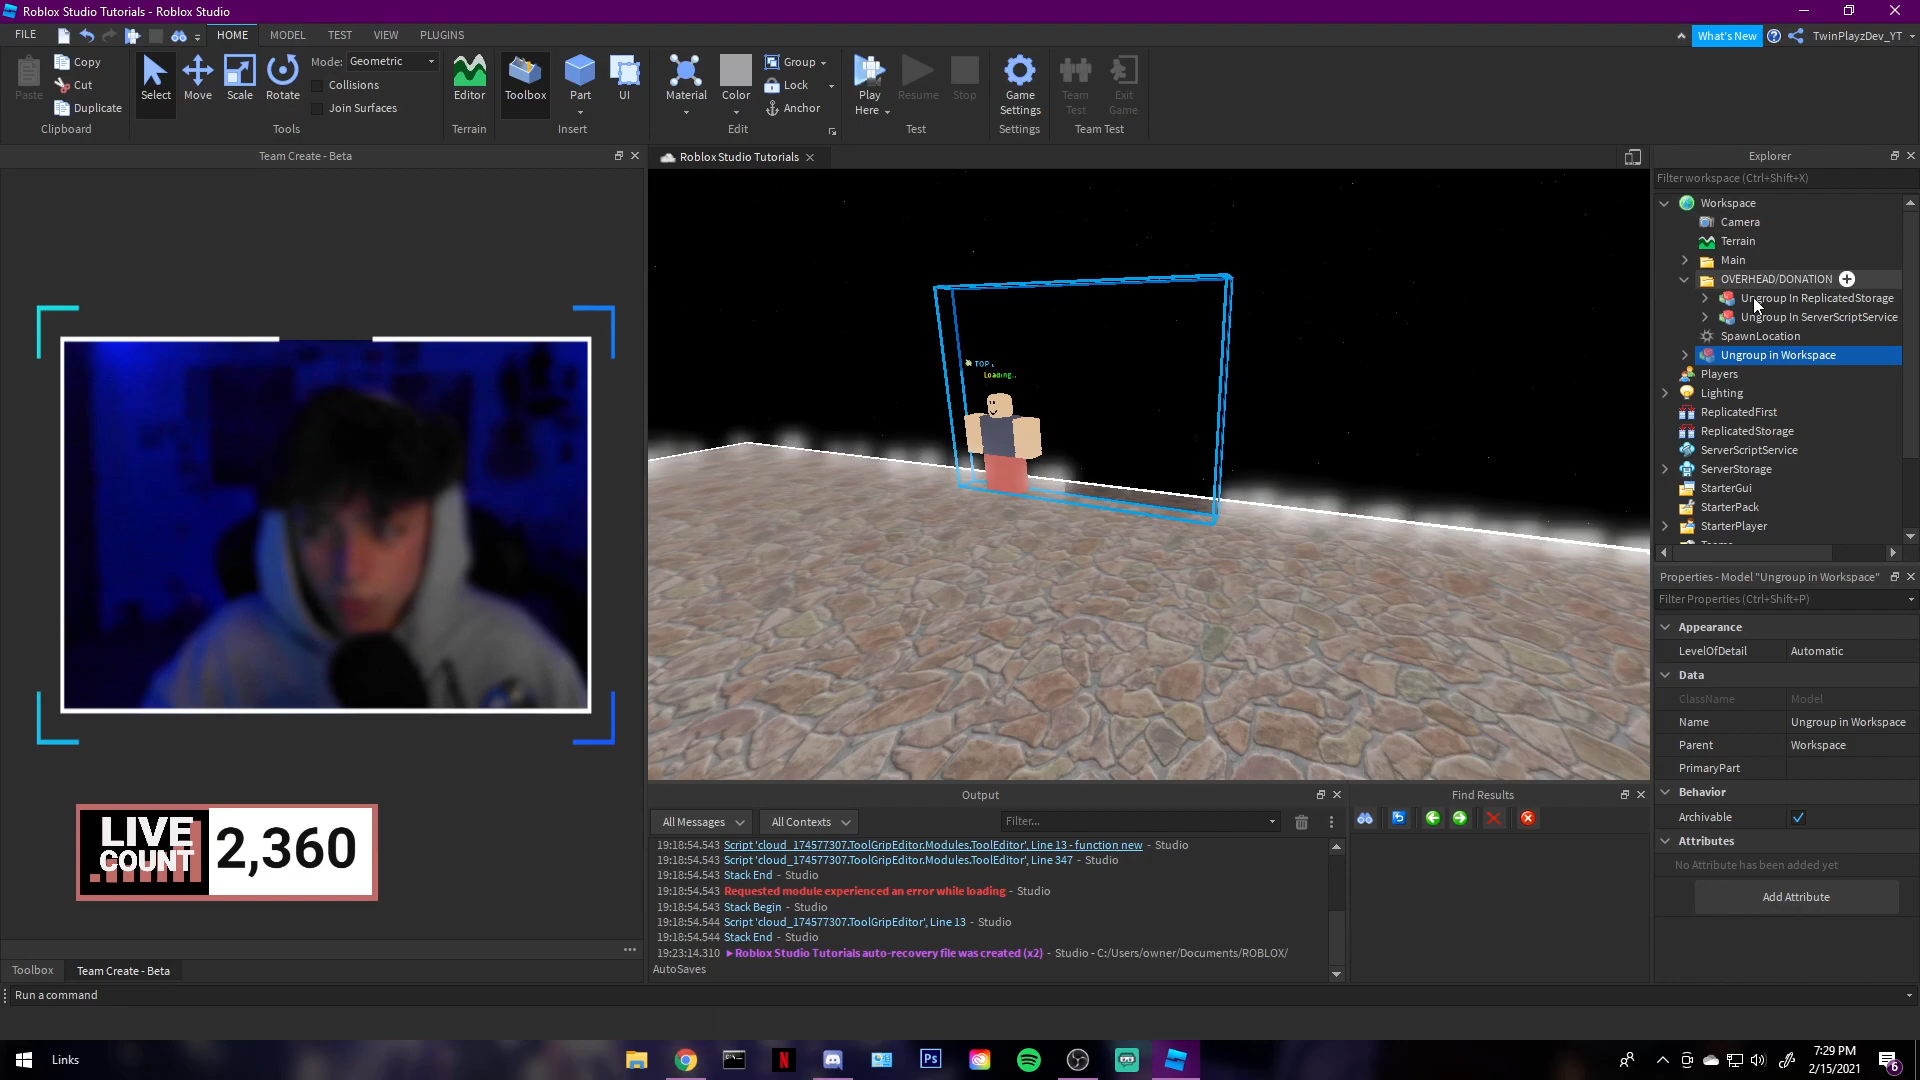 Roblox Studio Tutorials - Roblox Studio
FILE
HOME
MODEL
TEST
VIEW
PLUGINS
What's New
TwinPlayzDev_YT
Paste
Copy
Cut
Duplicate
Clipboard
Select
Move
Scale
Rotate
Mode: Geometric
Collisions
Join Surfaces
Tools
Editor
Terrain
Toolbox
Part
UI
Insert
Material
Color
Group
Lock
Anchor
Edit
Play
Here
Resume
Stop
Test
Game
Settings
Settings
Team
Test
Exit
Game
Team Test
Team Create - Beta
Roblox Studio Tutorials
TOP
Loading..
LIVE
COUNT
2,360
Toolbox
Team Create - Beta
Output
All Messages
All Contexts
Filter...
19:18:54.543 Script 'cloud_174577307.ToolGripEditor.Modules.ToolEditor', Line 13 - function new - Studio
19:18:54.543 Script 'cloud_174577307.ToolGripEditor.Modules.ToolEditor', Line 347 - Studio
19:18:54.543 Stack End - Studio
19:18:54.543 Requested module experienced an error while loading - Studio
19:18:54.543 Stack Begin - Studio
19:18:54.544 Script 'cloud_174577307.ToolGripEditor', Line 13 - Studio
19:18:54.544 Stack End - Studio
19:23:14.310 Roblox Studio Tutorials auto-recovery file was created (x2) - Studio - C:/Users/owner/Documents/ROBLOX/
AutoSaves
Find Results
Explorer
Filter workspace (Ctrl+Shift+X)
Workspace
Camera
Terrain
Main
OVERHEAD/DONATION
Ungroup In ReplicatedStorage
Ungroup In ServerScriptService
SpawnLocation
Ungroup in Workspace
Players
Lighting
ReplicatedFirst
ReplicatedStorage
ServerScriptService
ServerStorage
StarterGui
StarterPack
StarterPlayer
Properties - Model "Ungroup in Workspace"
Filter Properties (Ctrl+Shift+P)
Appearance
LevelOfDetail Automatic
Data
ClassName Model
Name Ungroup in Workspace
Parent Workspace
PrimaryPart
Behavior
Archivable
Attributes
No Attribute has been added yet
Add Attribute
Run a command
Links
N
Ps
7:29 PM
2/15/2021
6